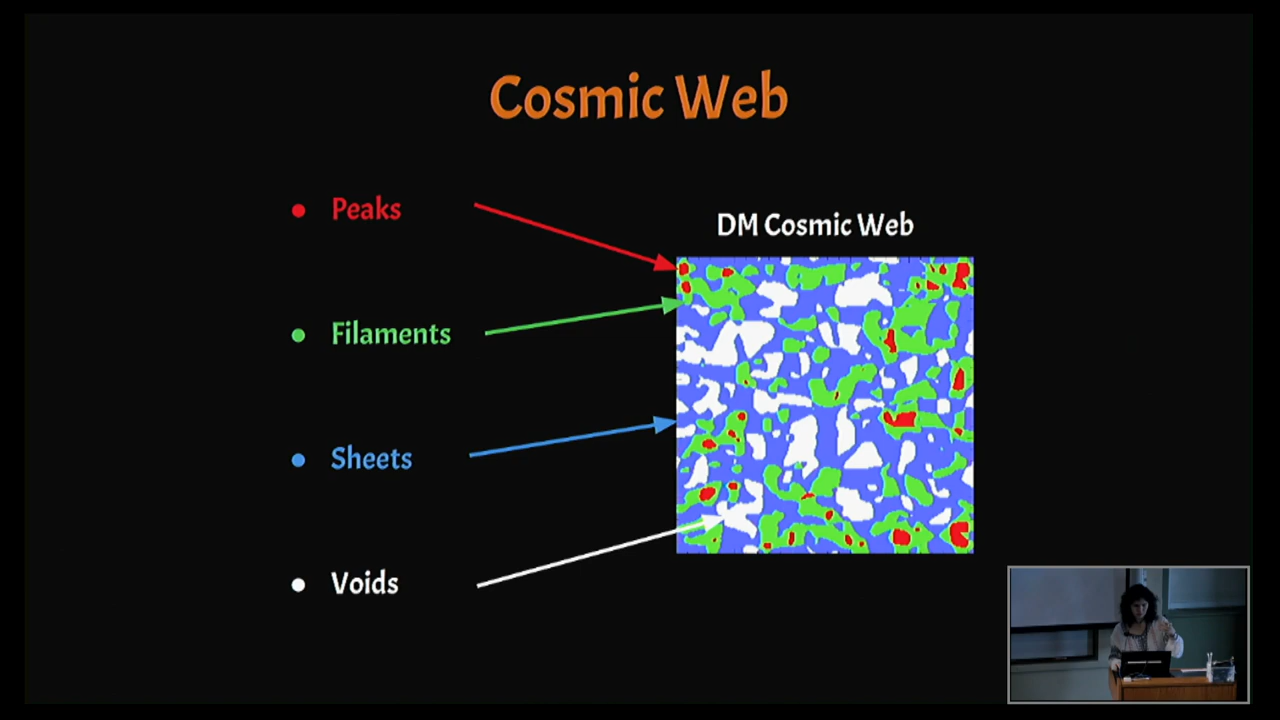 Cosmic Web
Peaks
DM Cosmic Web
Filaments
Sheets
Voids